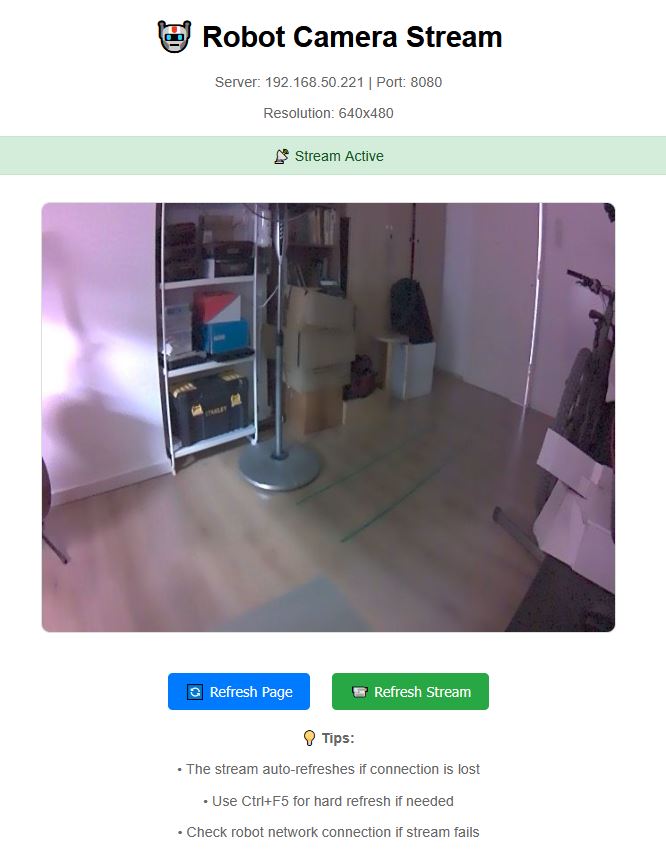 Robot Camera Stream
Server: 192.168.50.221 | Port: 8080
Resolution: 640x480
Stream Active
STANLEY
Refresh Page
Refresh Stream
Tips:
• The stream auto-refreshes if connection is lost
• Use Ctrl+F5 for hard refresh if needed
• Check robot network connection if stream fails